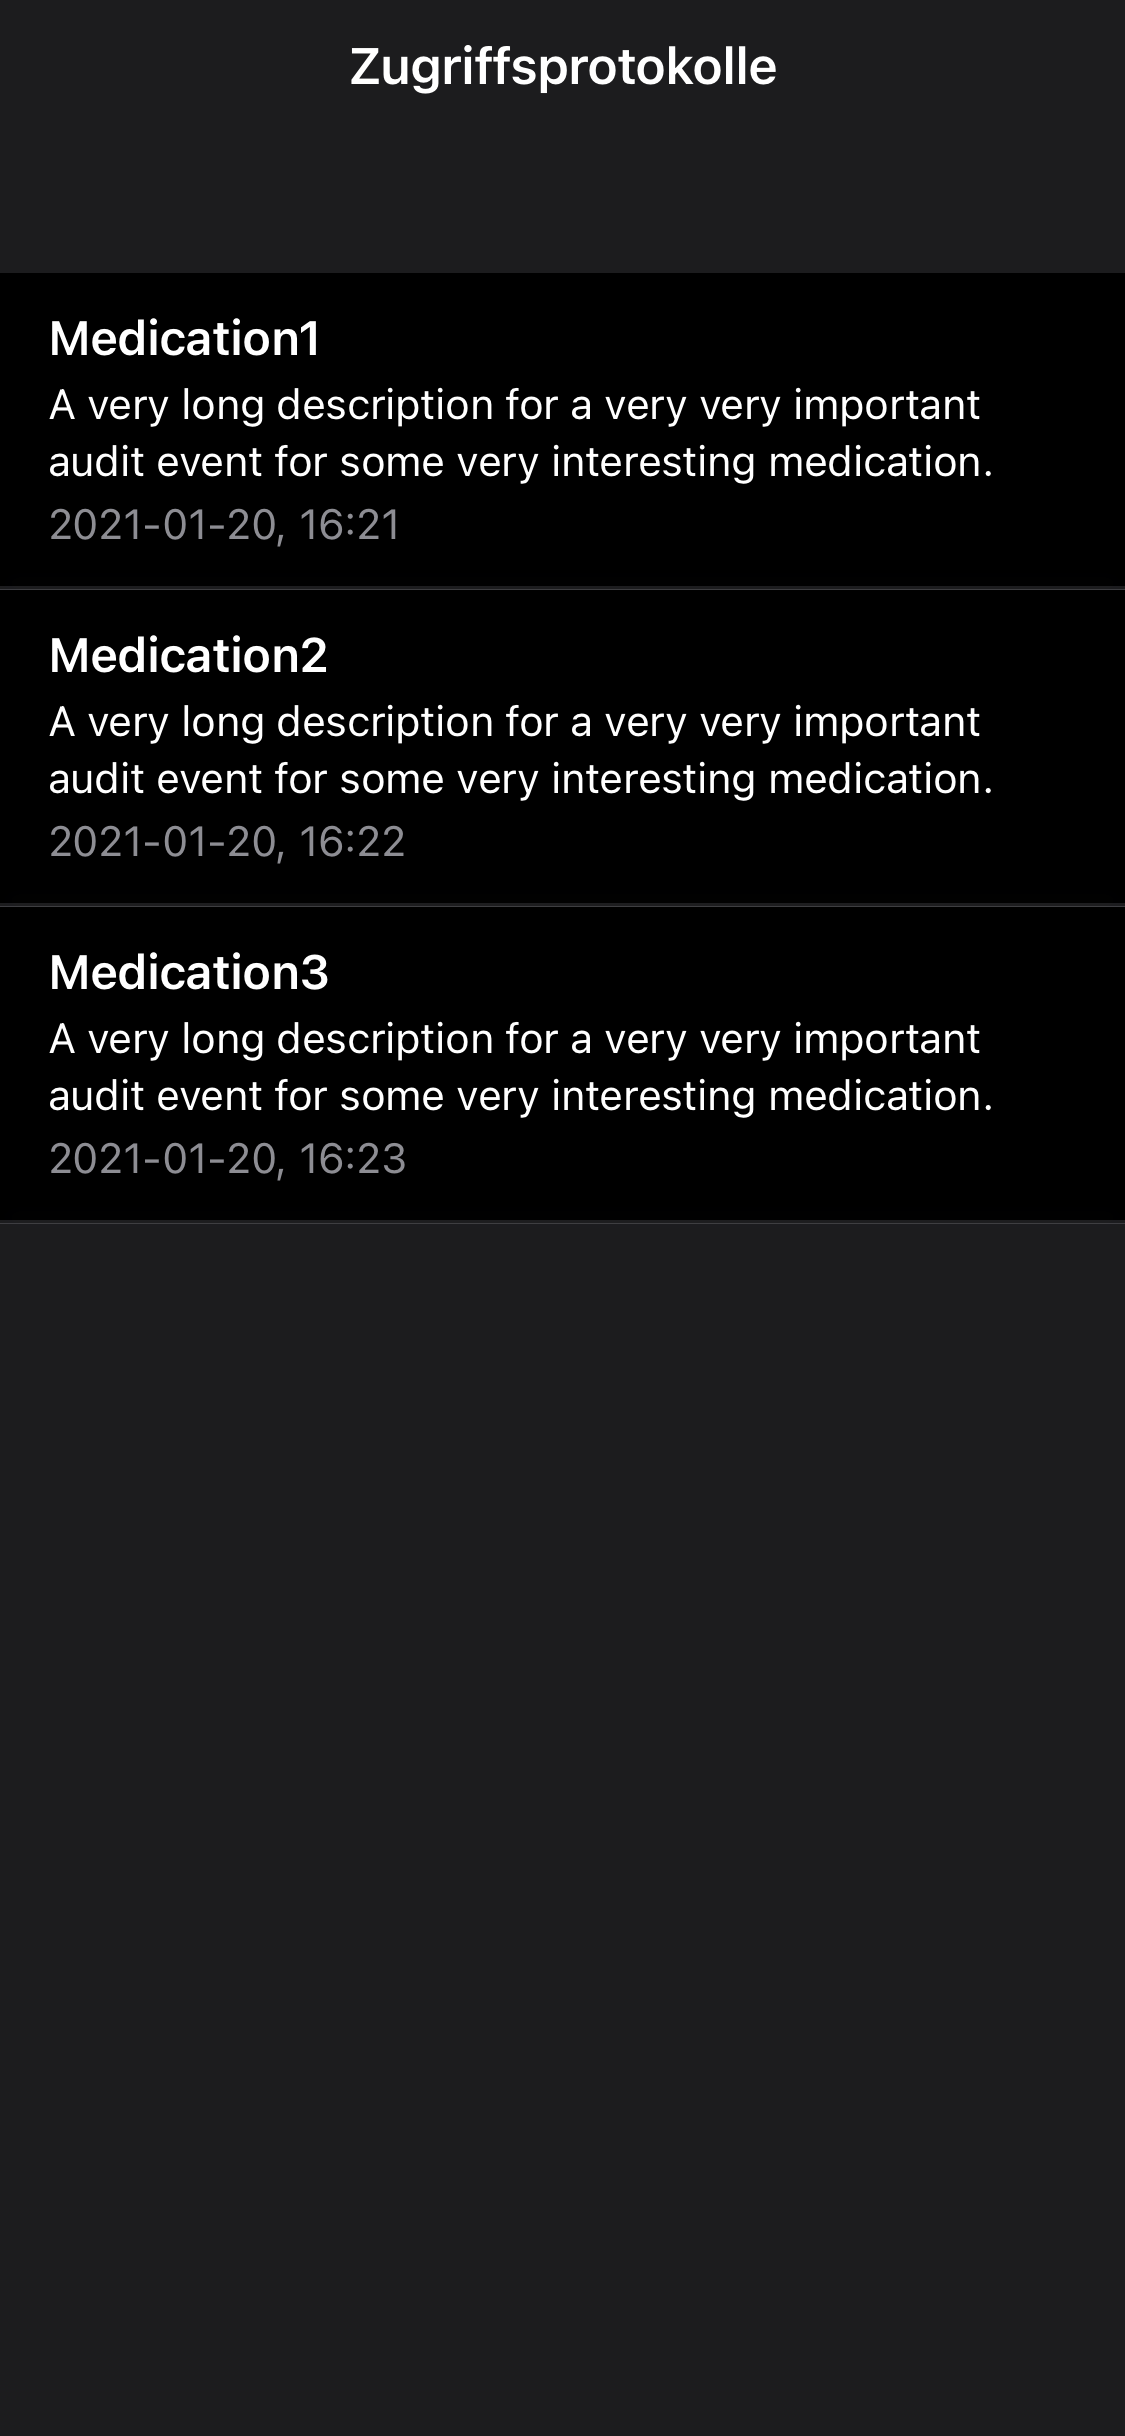 Zugriffsprotokolle
Medication1
A very long description for a very very important
audit event for some very interesting medication.
2021-01-20, 16:21
Medication2
A very long description for a very very important
audit event for some very interesting medication.
2021-01-20, 16:22
Medication3
A very long description for a very very important
audit event for some very interesting medication.
2021-01-20, 16:23